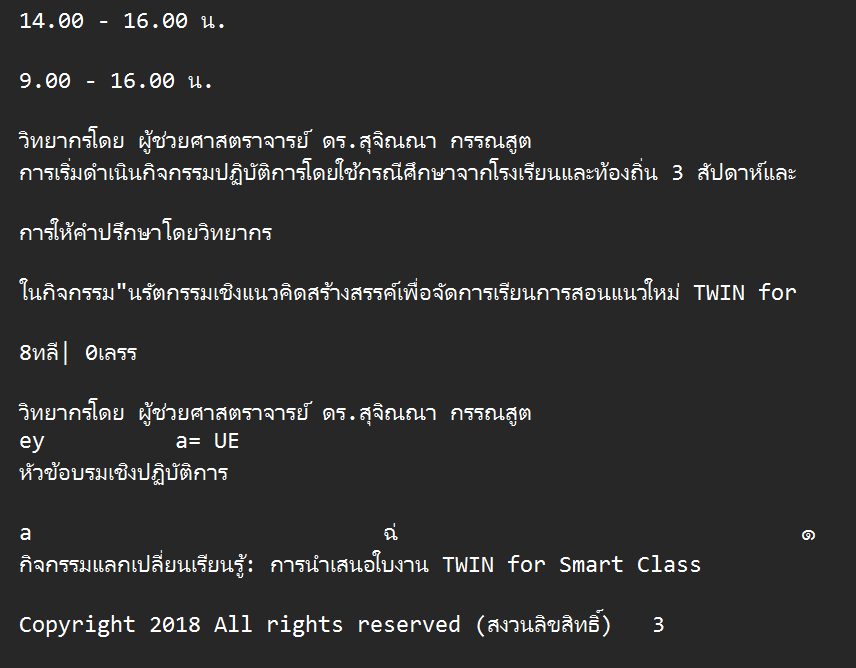 14.00 - 16.00 น.
9.00 - 16.00 น.
วิทยากรโดย ผู้ช่วยศาสตราจารย์ ดร.สุจิณณา กรรณสูต
การเริ่มดำเนินกิจกรรมปฏิบัติการโดยใช้กรณีศึกษาจากโรงเรียนและท้องถิ่น 3 สัปดาห์และ
การให้คำปรึกษาโดยวิทยากร
ในกิจกรรม"นรัตกรรมเชิงแนวคิดสร้างสรรค์เพื่อจัดการเรียนการสอนแนวใหม่ TWIN for
8ทลี| 0เลรร
วิทยากรโดย ผู้ช่วยศาสตราจารย์ ดร.สุจิณณา กรรณสูต
ey a= UE
หัวข้อบรมเชิงปฏิบัติการ
a ฉ่ ๑
กิจกรรมแลกเปลี่ยนเรียนรู้: การนำเสนอใบงาน TWIN for Smart Class
Copyright 2018 All rights reserved (สงวนลิขสิทธิ์) 3